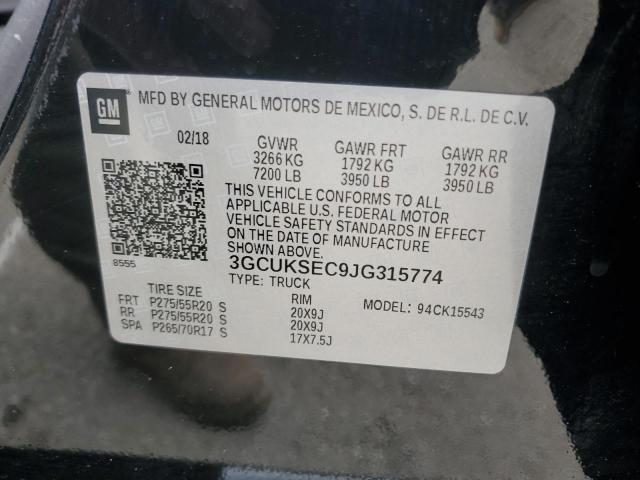 GM
MFD BY GENERAL MOTORS DE MEXICO, S. DE R.L. DE C.V.
02/18 GVWR GAWR FRT GAWR RR
3266 KG 1792 KG 1792 KG
7200 LB 3950 LB 3950 LB
THIS VEHICLE CONFORMS TO ALL
APPLICABLE U.S. FEDERAL MOTOR
VEHICLE SAFETY STANDARDS IN EFFECT
ON THE DATE OF MANUFACTURE
SHOWN ABOVE.
8555
3GCUKSEC9JG315774
TYPE: TRUCK
TIRE SIZE RIM MODEL: 94CK15543
FRT P275/55R20 S 20X9J
RR P275/55R20 S 20X9J
SPA P265/70R17 S 17X7.5J